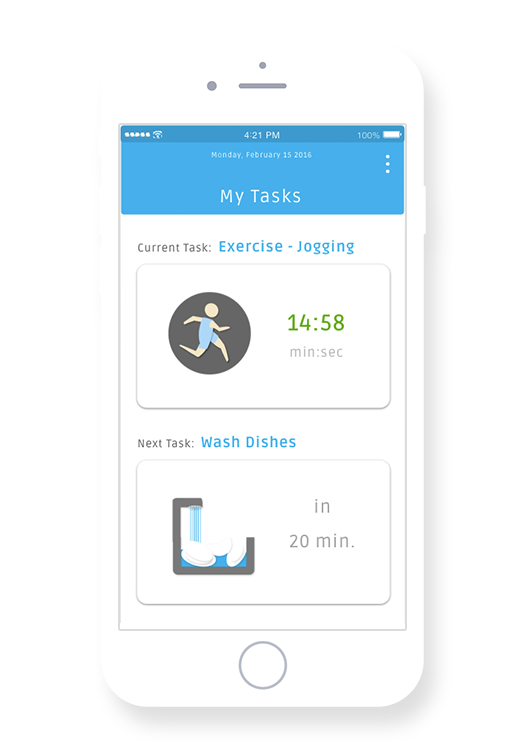 4:21 PM 100%
Monday, February 15 2016
My Tasks
Current Task: Exercise - Jogging
14:58
min:sec
Next Task: Wash Dishes
in
20 min.